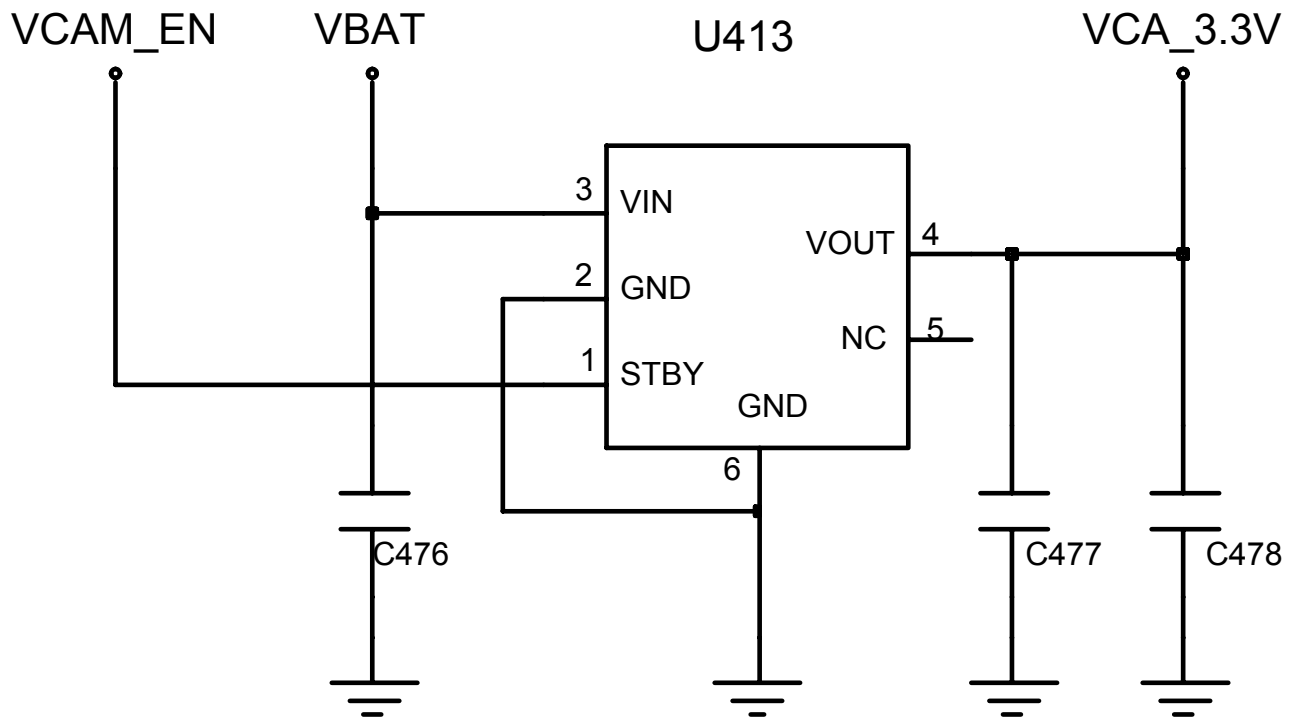 VCAM_EN
VBAT
U413
VCA_3.3V
3
VIN
VOUT
4
2
GND
NC
5
1
STBY
GND
6
C476
C477
C478